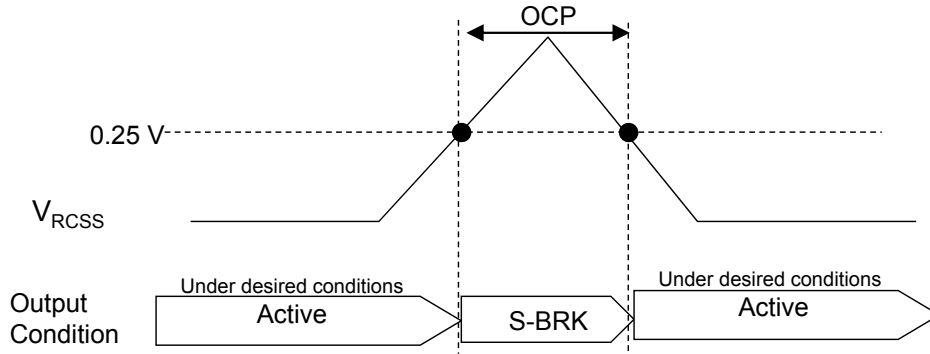 OCP
0.25 V
VRCSS
Under desired conditions
Active
S-BRK
Under desired conditions
Active
Output
Condition